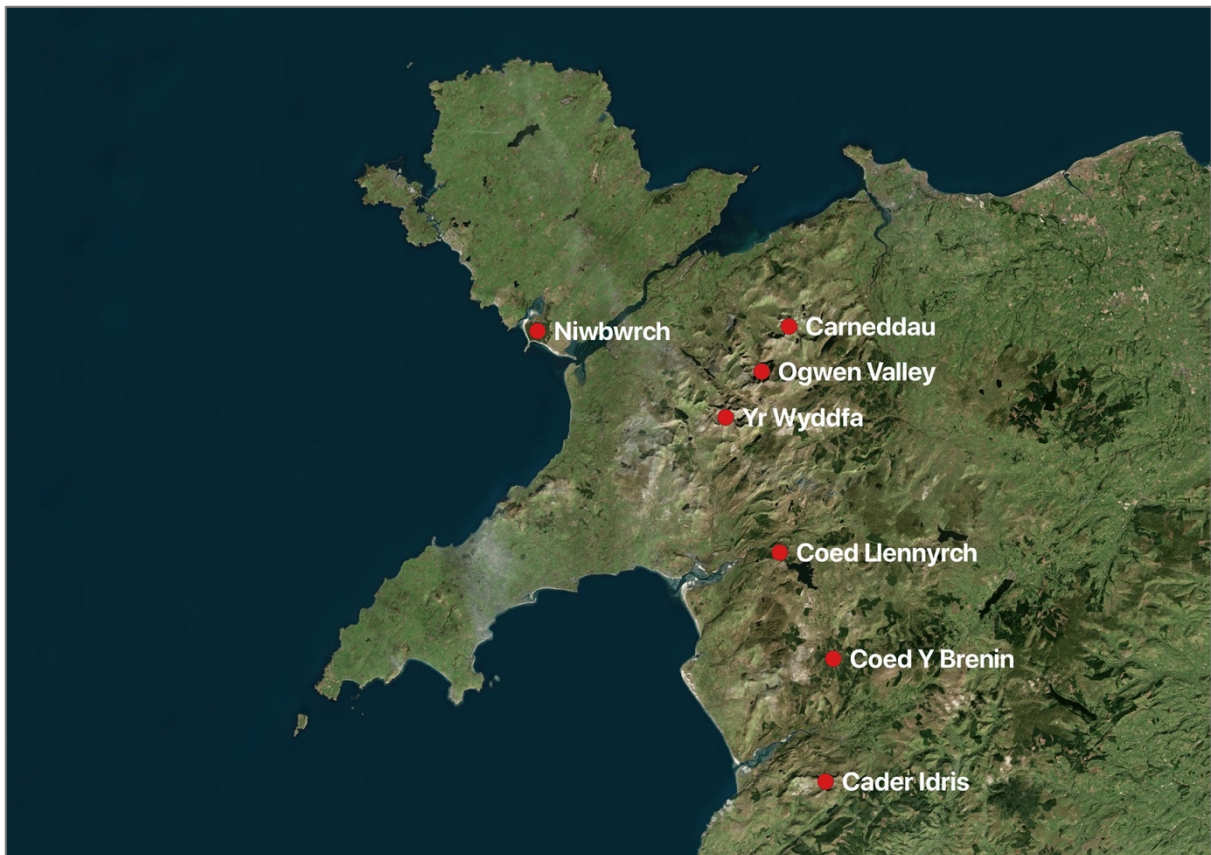 Niwbwrch
Carneddau
Ogwen Valley
Yr Wyddfa
Coed Llennyrch
Coed Y Brenin
Cader Idris